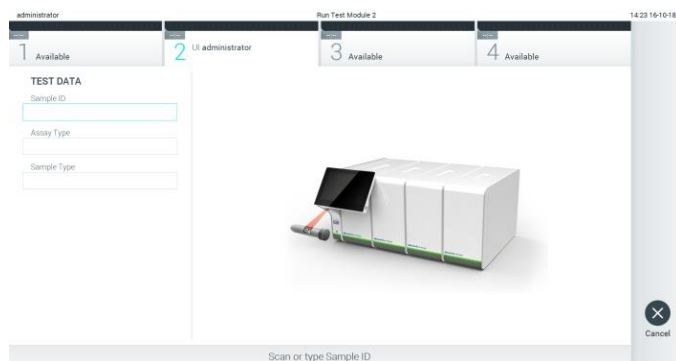 administrator Run Test Module 2 14:23 16-10-18
--:-- --:-- --:-- --:--
1 Available 2 UI administrator 3 Available 4 Available
TEST DATA
Sample ID
Assay Type
Sample Type
Cancel
Scan or type Sample ID